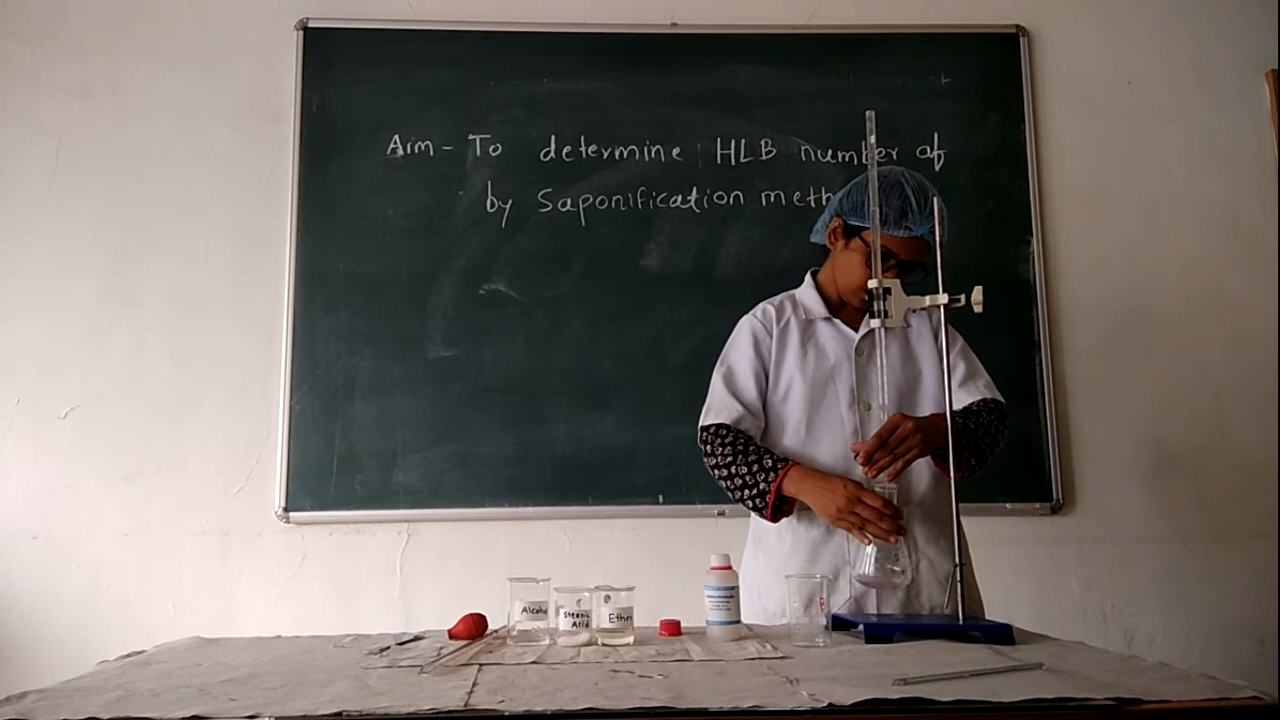 Aim - To determine HLB number of
by Saponification meth
Alcohol
Stearic
Acid
Ether